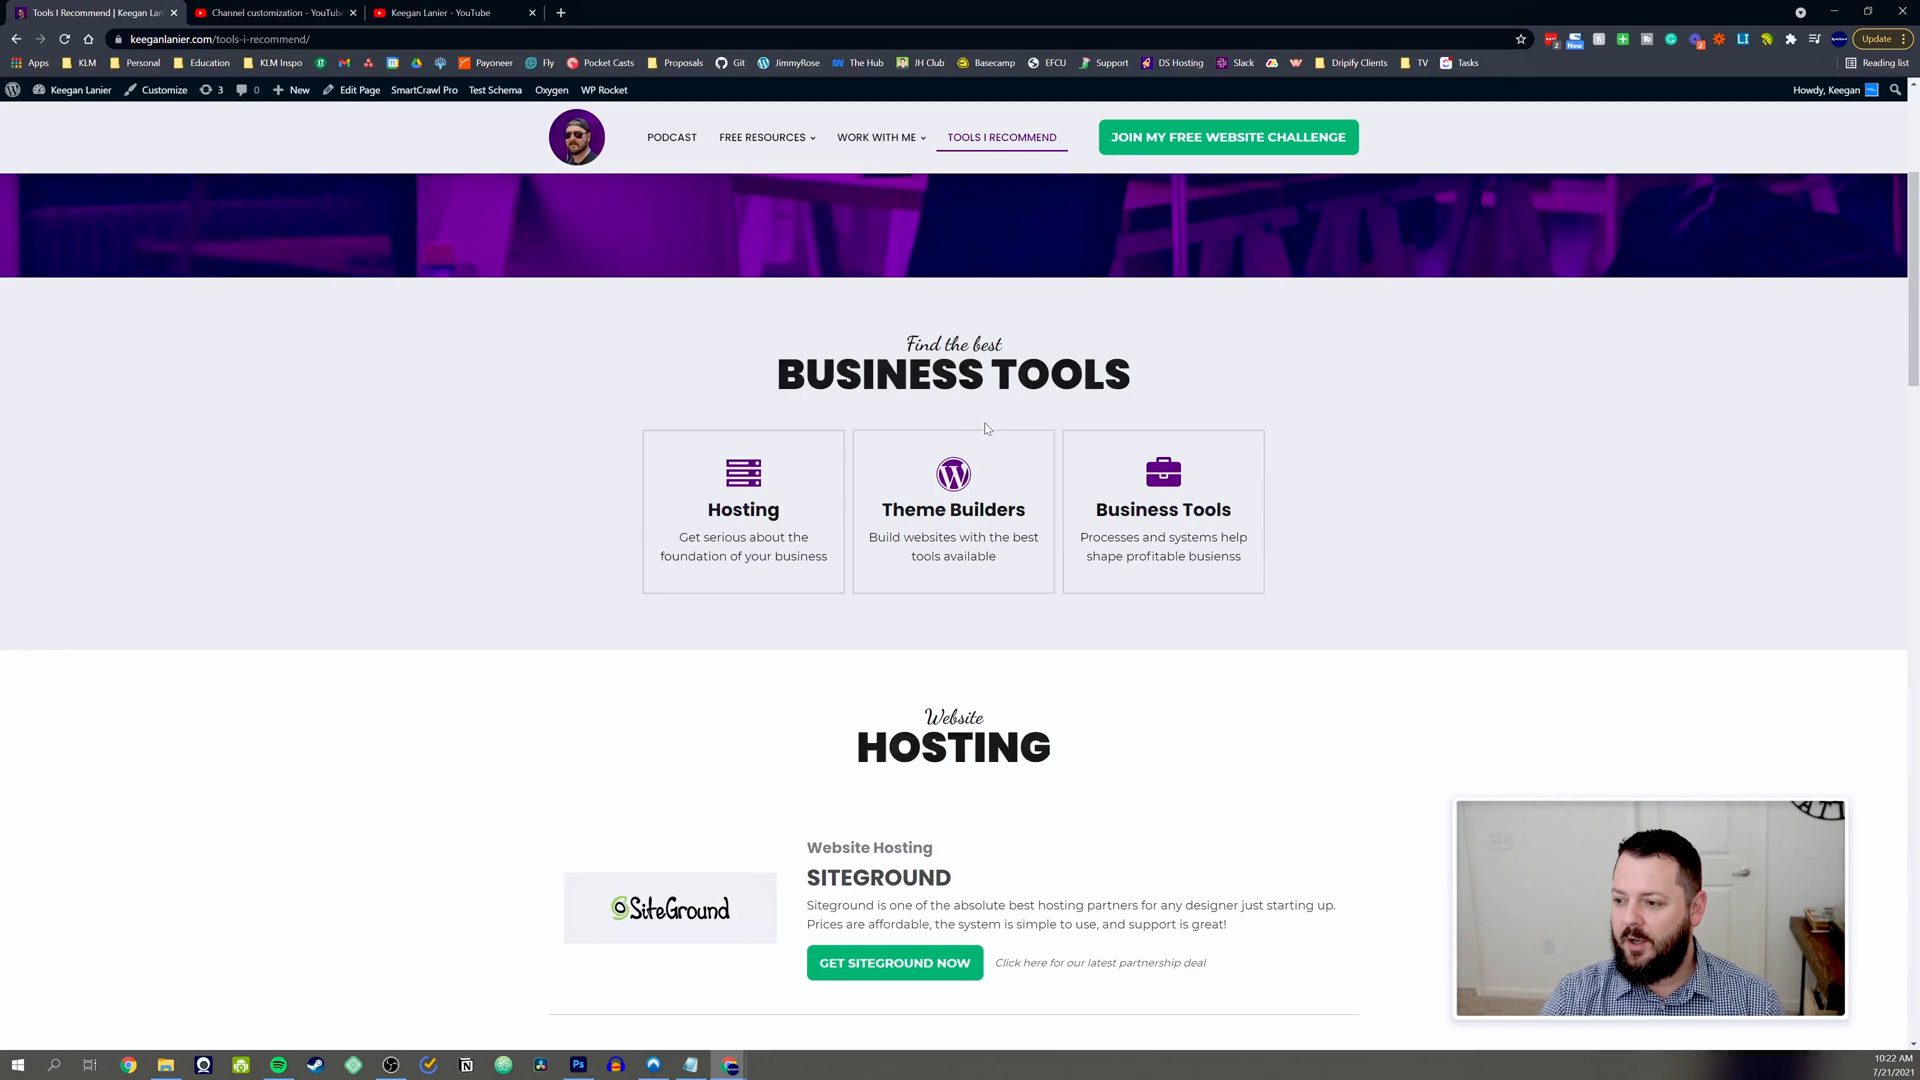 Tools I Recommend | Keegan Lan
Channel customization - YouTube
Keegan Lanier - YouTube
keeganlanier.com/tools-i-recommend/
Update
Apps
KLM
Personal
Education
KLM Inspo
Payoneer
Fly
Pocket Casts
Proposals
Git
JimmyRose
The Hub
JH Club
Basecamp
EFCU
Support
DS Hosting
Slack
Dripify Clients
TV
Tasks
Reading list
Keegan Lanier
Customize
3
0
New
Edit Page
SmartCrawl Pro
Test Schema
Oxygen
WP Rocket
Howdy, Keegan
PODCAST
FREE RESOURCES
WORK WITH ME
TOOLS I RECOMMEND
JOIN MY FREE WEBSITE CHALLENGE
Find the best
BUSINESS TOOLS
Hosting
Get serious about the
foundation of your business
Theme Builders
Build websites with the best
tools available
Business Tools
Processes and systems help
shape profitable busienss
Website
HOSTING
SiteGround
Website Hosting
SITEGROUND
Siteground is one of the absolute best hosting partners for any designer just starting up.
Prices are affordable, the system is simple to use, and support is great!
GET SITEGROUND NOW
Click here for our latest partnership deal
Ps
10:22 AM
7/21/2021